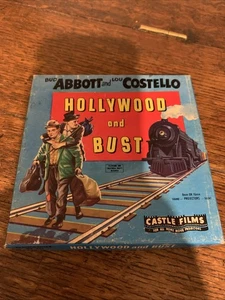 BUD ABBOTT and LOU COSTELLO
HOLLYWOOD
and
BUST
CASTLE FILMS
HOLLYWOOD and BUST